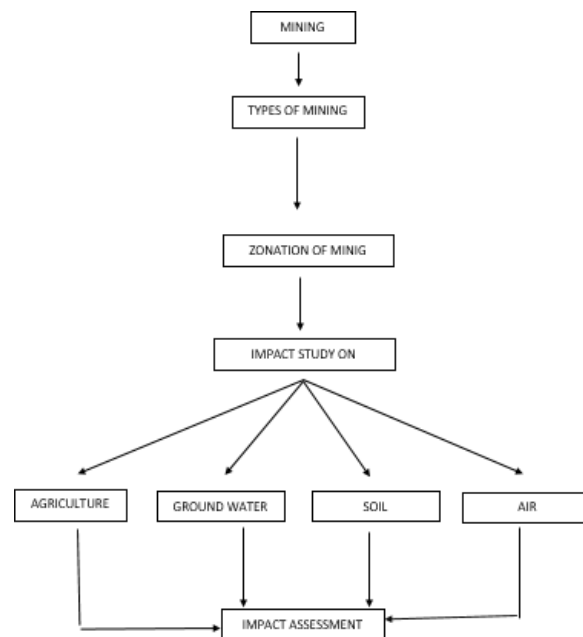 MINING
TYPES OF MINING
ZONATION OF MINIG
IMPACT STUDY ON
AGRICULTURE
GROUND WATER
SOIL
AIR
IMPACT ASSESSMENT